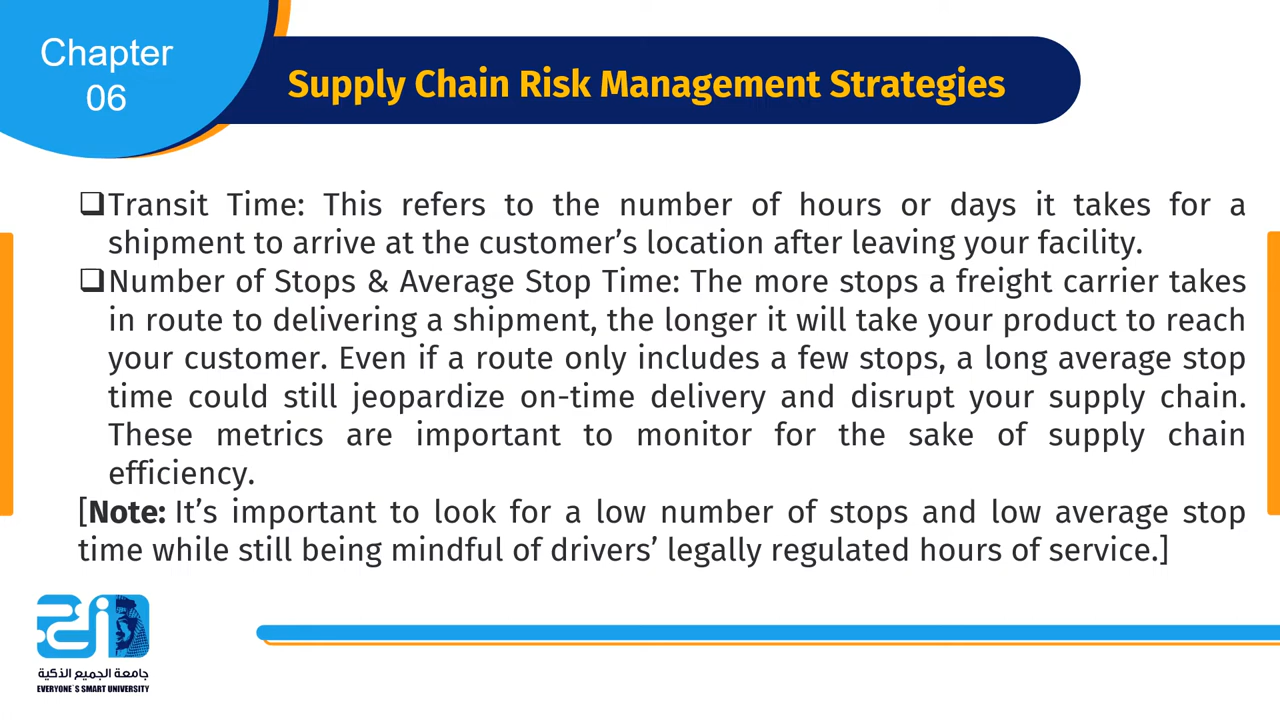 Chapter
06
Supply Chain Risk Management Strategies
❑Transit Time: This refers to the number of hours or days it takes for a
shipment to arrive at the customer’s location after leaving your facility.
❑Number of Stops & Average Stop Time: The more stops a freight carrier takes
in route to delivering a shipment, the longer it will take your product to reach
your customer. Even if a route only includes a few stops, a long average stop
time could still jeopardize on-time delivery and disrupt your supply chain.
These metrics are important to monitor for the sake of supply chain
efficiency.
[Note: It’s important to look for a low number of stops and low average stop
time while still being mindful of drivers’ legally regulated hours of service.]
جامعة الجميع الذكية
EVERYONE`S SMART UNIVERSITY